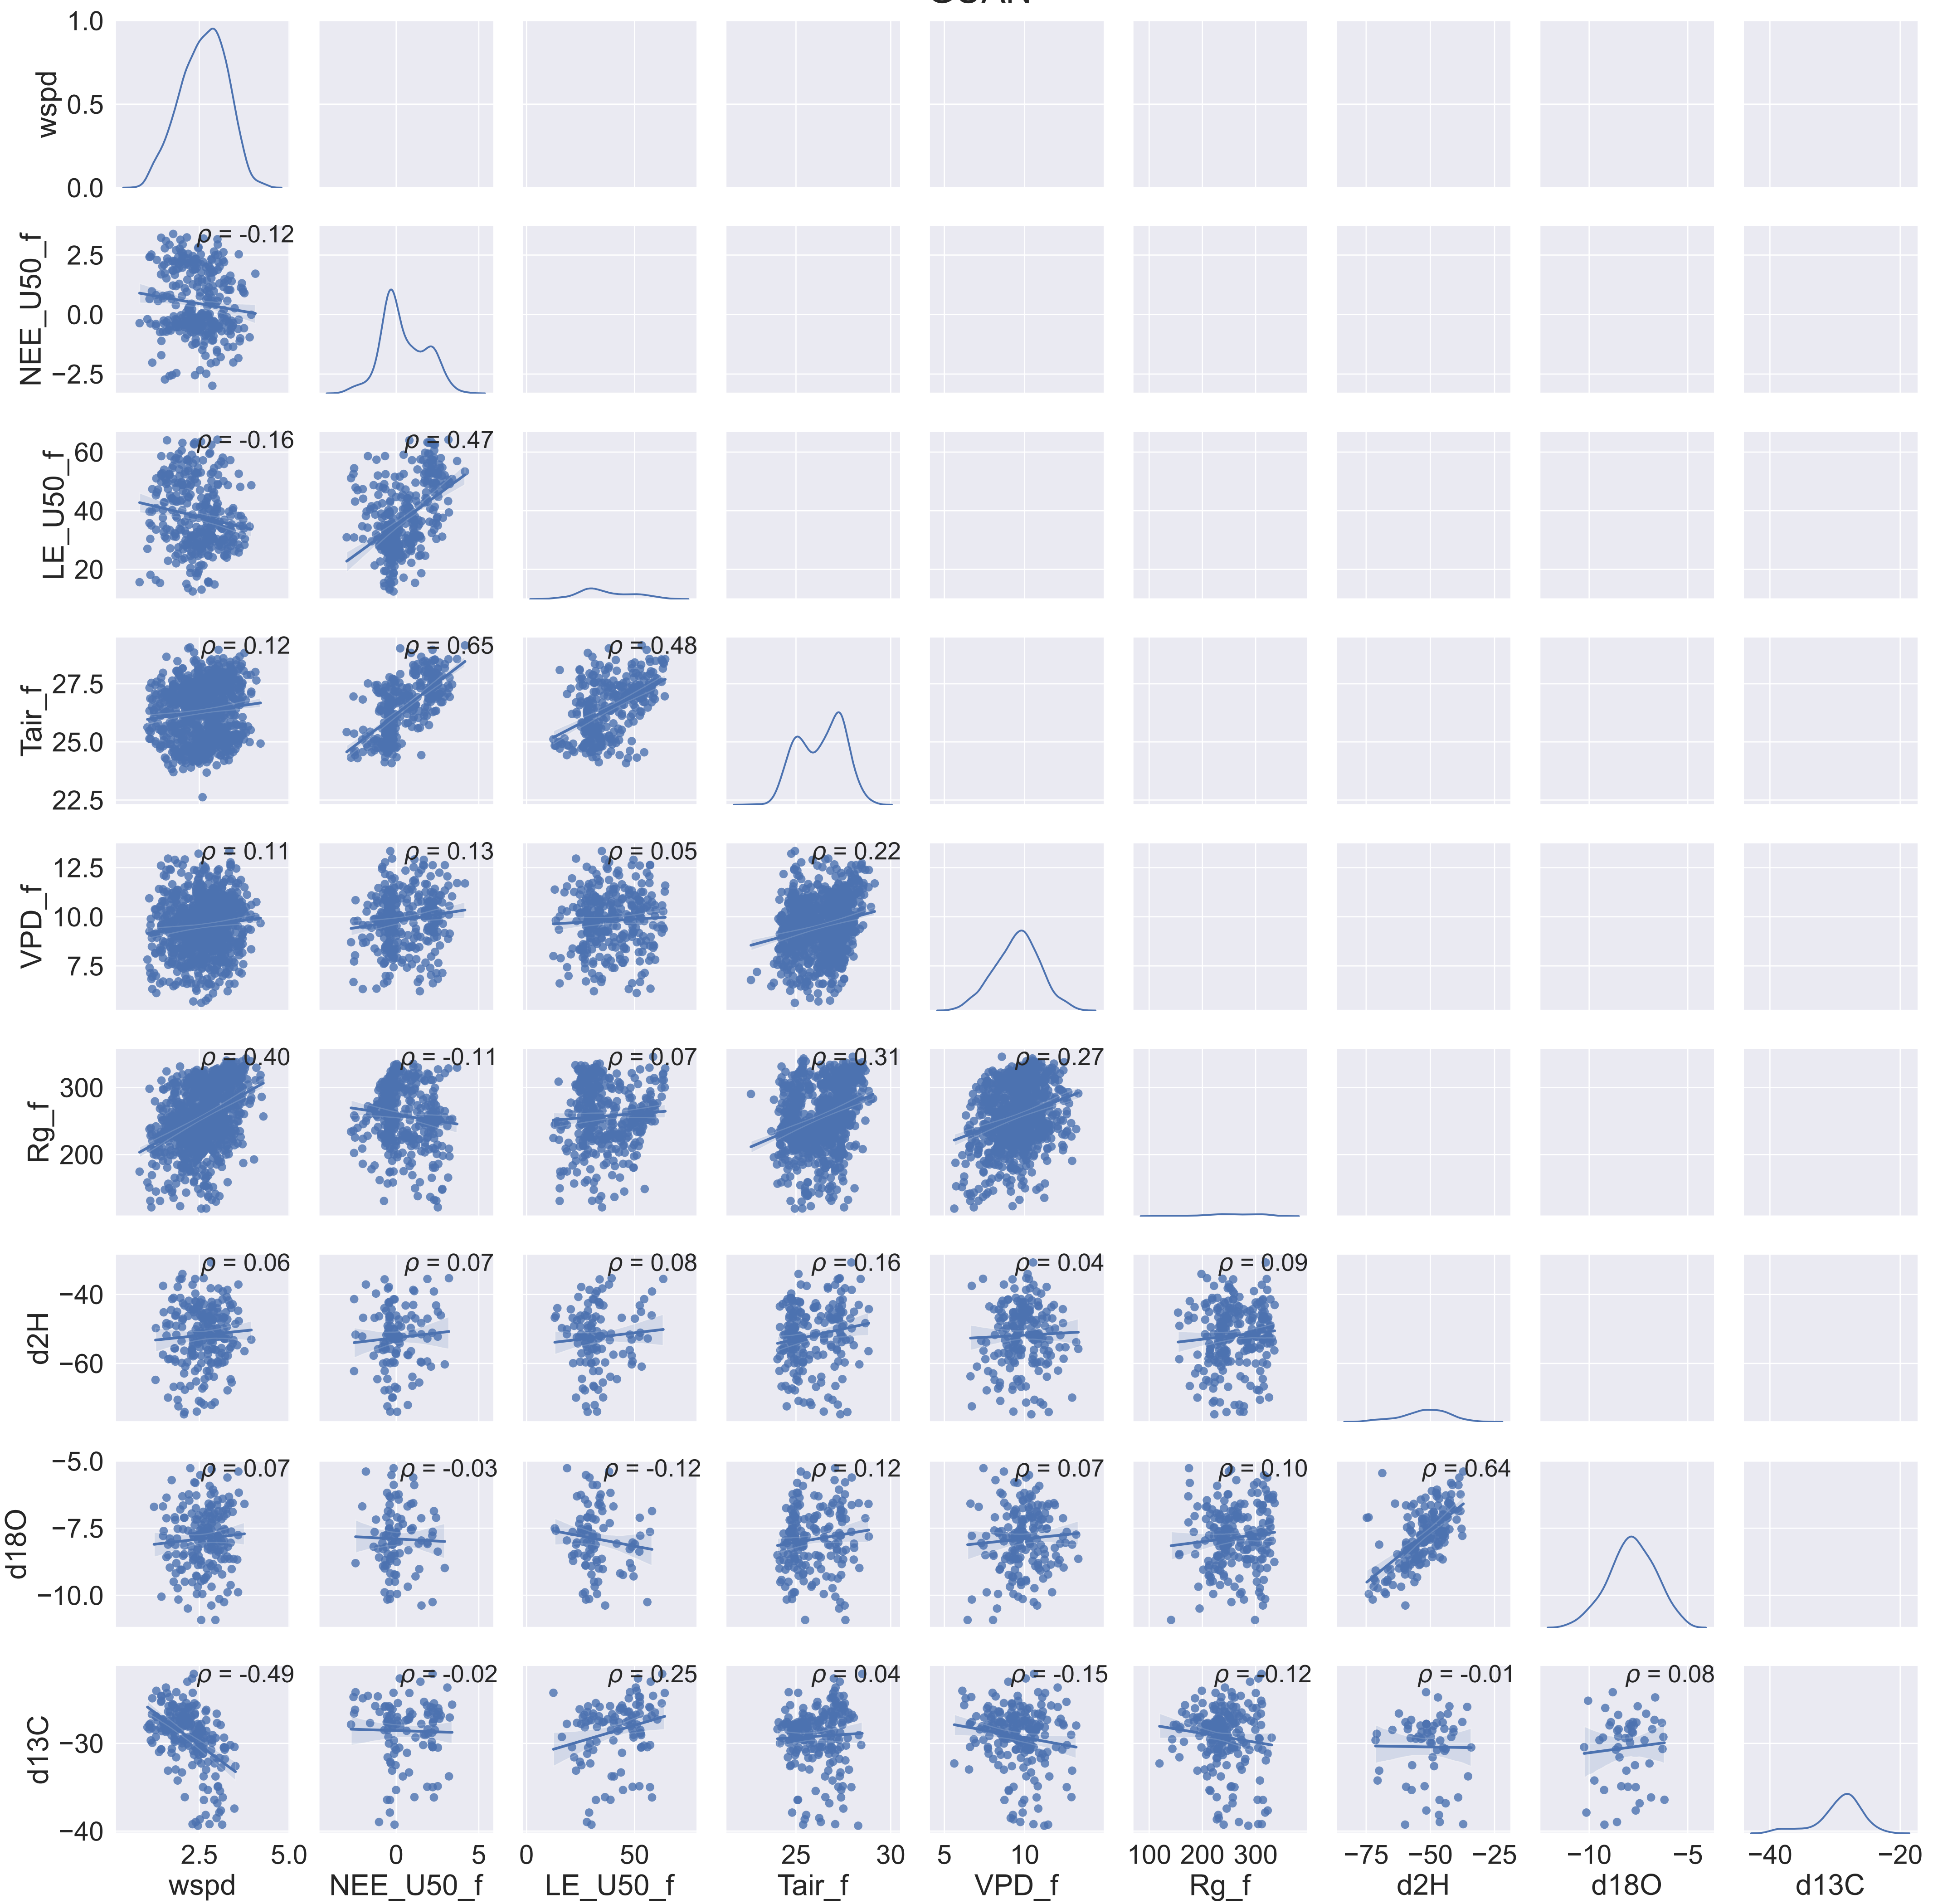 1.0
wspd
0.5
0.0
ρ = -0.12
2.5
NEE_U50_f
0.0
−2.5
ρ = -0.16
ρ = 0.47
60
LE_U50_f
40
20
ρ = 0.12
ρ = 0.65
ρ = 0.48
27.5
Tair_f
25.0
22.5
ρ = 0.11
ρ = 0.13
ρ = 0.05
ρ = 0.22
12.5
VPD_f
10.0
7.5
ρ = 0.40
ρ = -0.11
ρ = 0.07
ρ = 0.31
ρ = 0.27
300
Rg_f
200
ρ = 0.06
ρ = 0.07
ρ = 0.08
ρ = 0.16
ρ = 0.04
ρ = 0.09
−40
d2H
−60
−5.0
ρ = 0.07
ρ = -0.03
ρ = -0.12
ρ = 0.12
ρ = 0.07
ρ = 0.10
ρ = 0.64
−7.5
d18O
−10.0
ρ = -0.49
ρ = -0.02
ρ = 0.25
ρ = 0.04
ρ = -0.15
ρ = -0.12
ρ = -0.01
ρ = 0.08
−30
d13C
−40
2.5 5.0 0 5 0 50 25 30 5 10 100 200 300 −75 −50 −25 −10 −5 −40 −20
wspd NEE_U50_f LE_U50_f Tair_f VPD_f Rg_f d2H d18O d13C